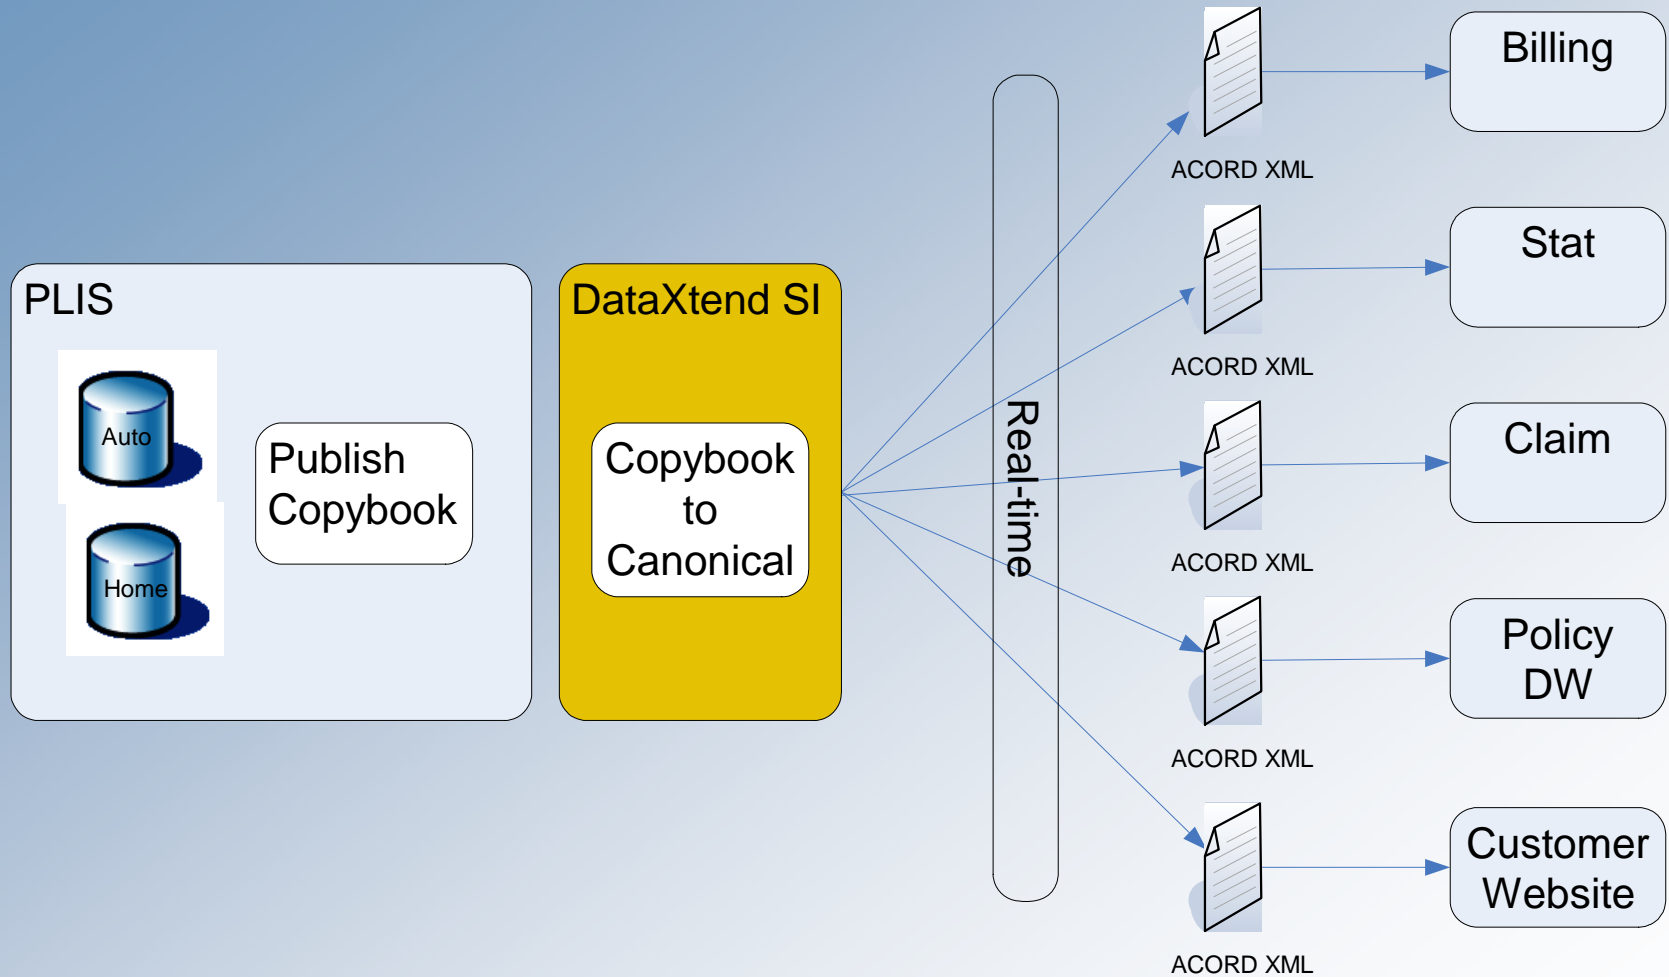 PLIS
Auto
Home
Publish
Copybook
DataXtend SI
Copybook
to
Canonical
Real-time
ACORD XML
Billing
ACORD XML
Stat
ACORD XML
Claim
ACORD XML
Policy
DW
ACORD XML
Customer
Website